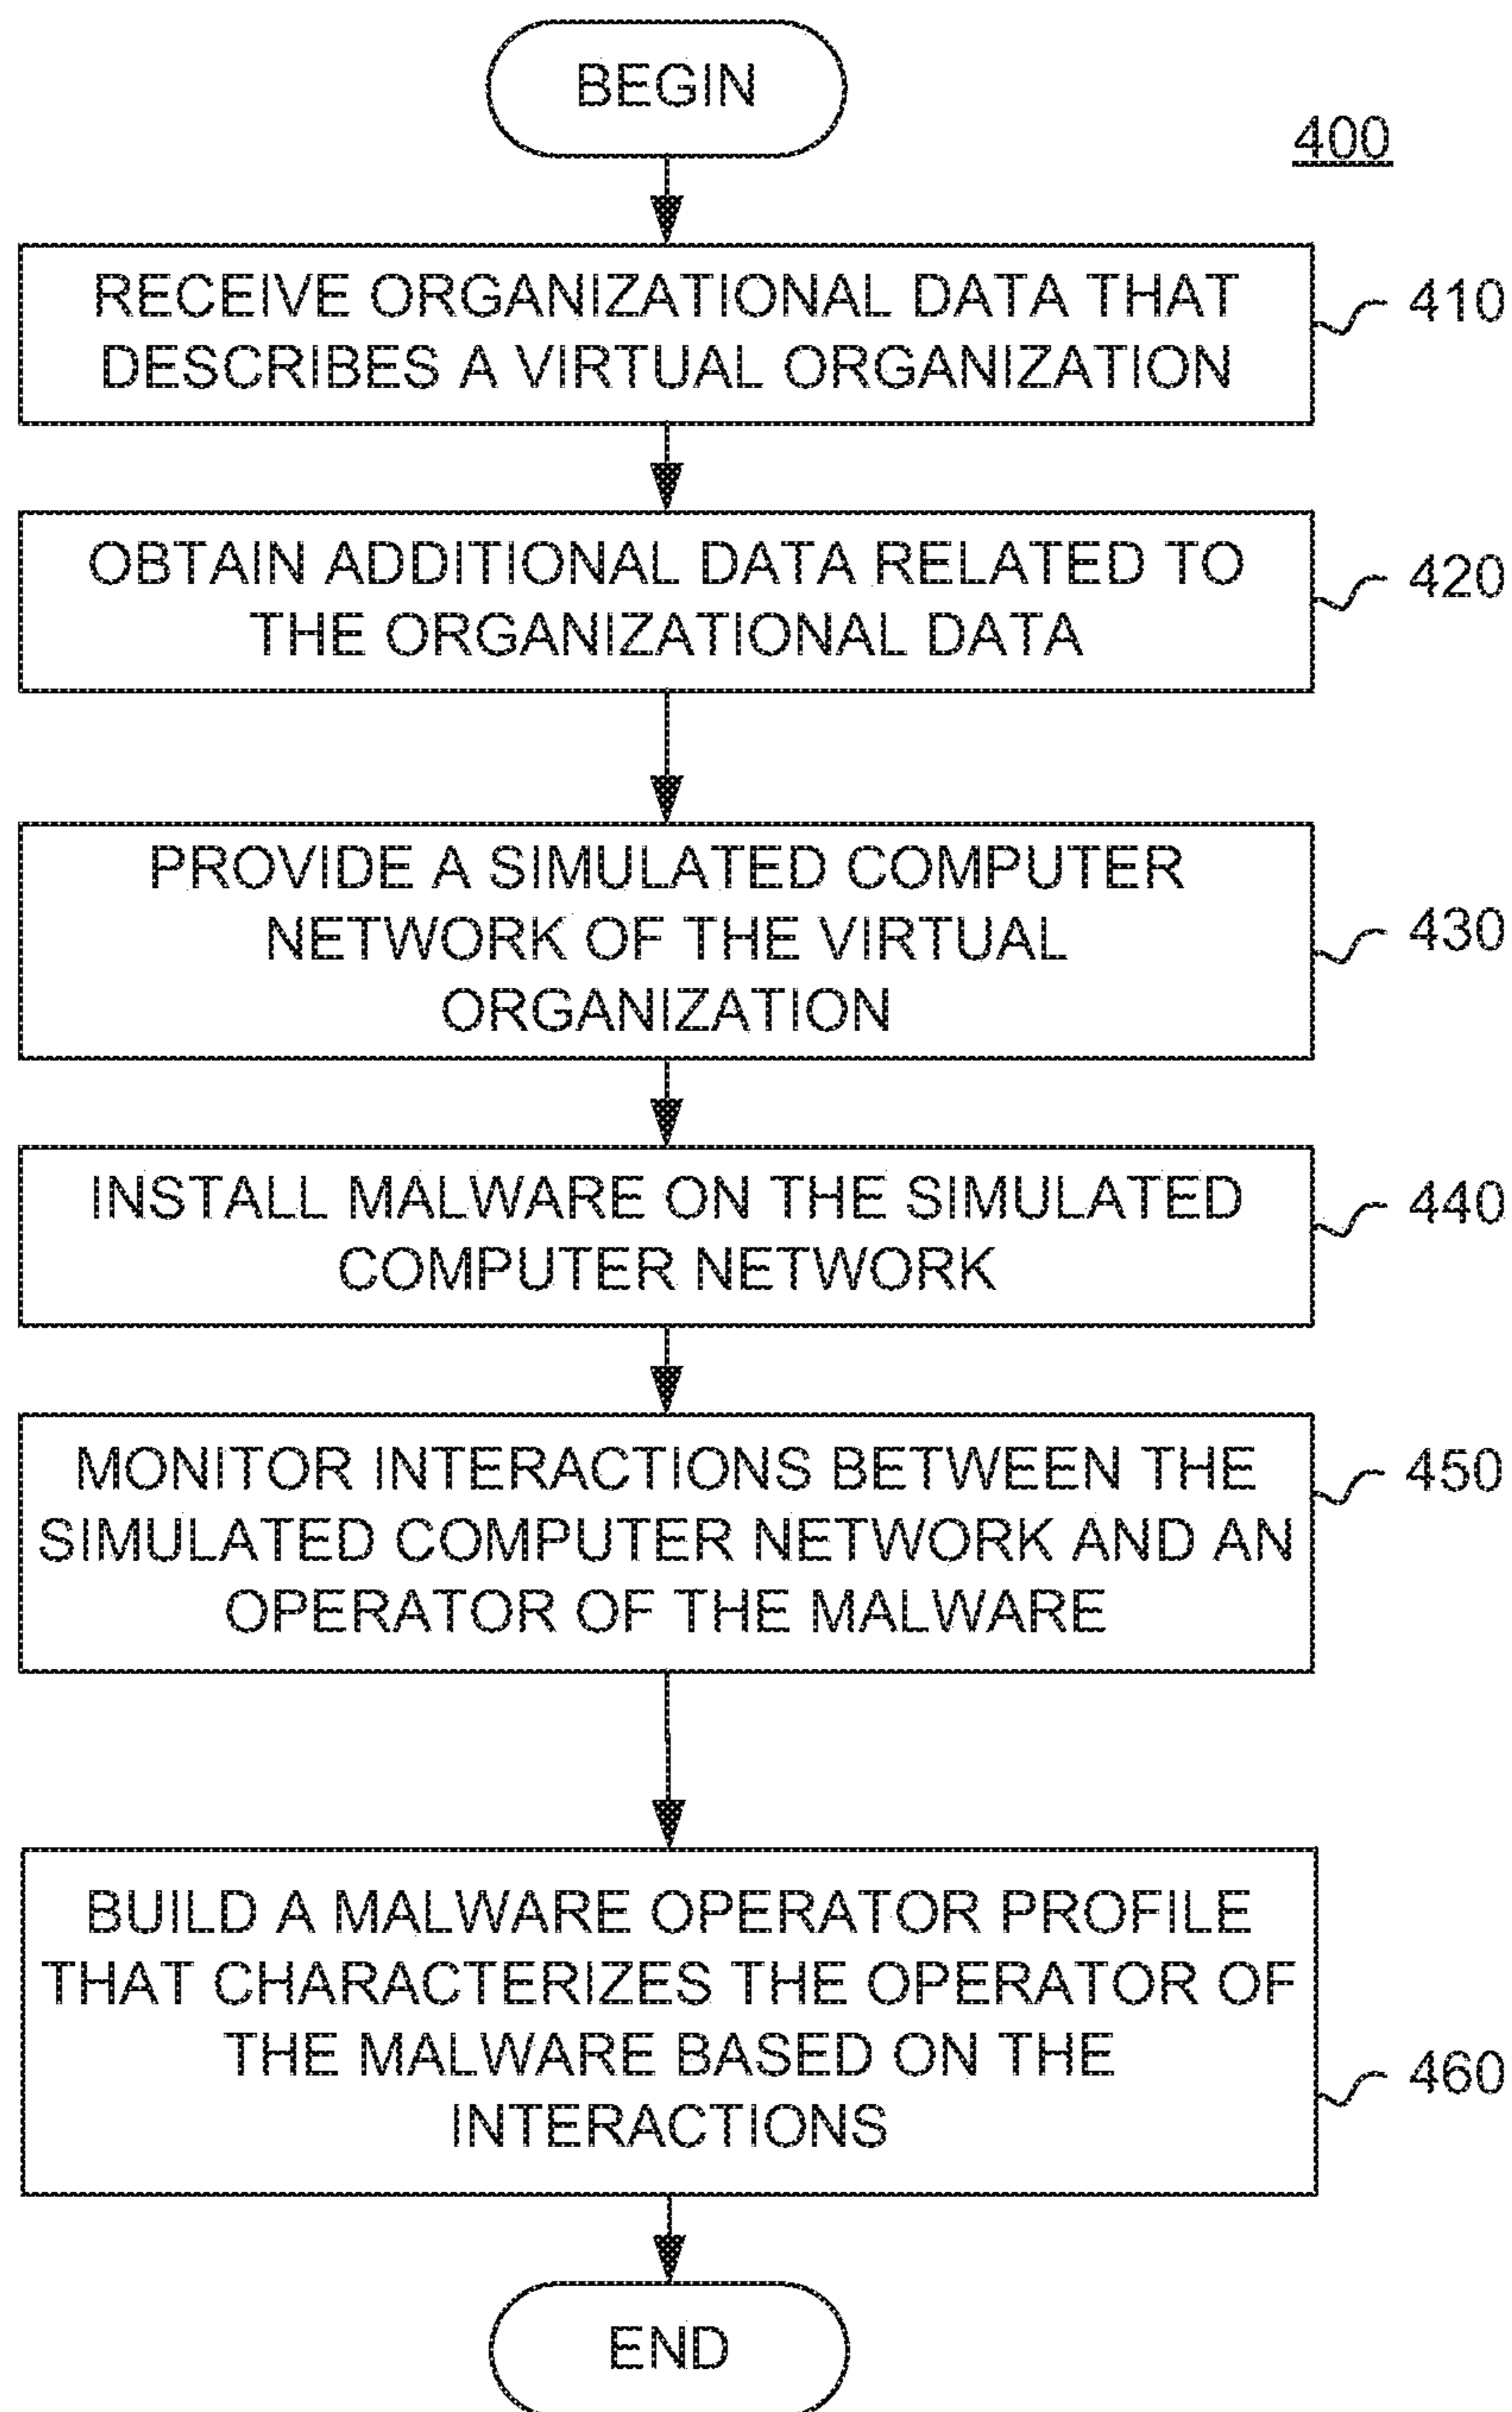 BEGIN
400
RECEIVE ORGANIZATIONAL DATA THAT
DESCRIBES A VIRTUAL ORGANIZATION
410
OBTAIN ADDITIONAL DATA RELATED TO
THE ORGANIZATIONAL DATA
420
PROVIDE A SIMULATED COMPUTER
NETWORK OF THE VIRTUAL
ORGANIZATION
430
INSTALL MALWARE ON THE SIMULATED
COMPUTER NETWORK
440
MONITOR INTERACTIONS BETWEEN THE
SIMULATED COMPUTER NETWORK AND AN
OPERATOR OF THE MALWARE
450
BUILD A MALWARE OPERATOR PROFILE
THAT CHARACTERIZES THE OPERATOR OF
THE MALWARE BASED ON THE
INTERACTIONS
460
END